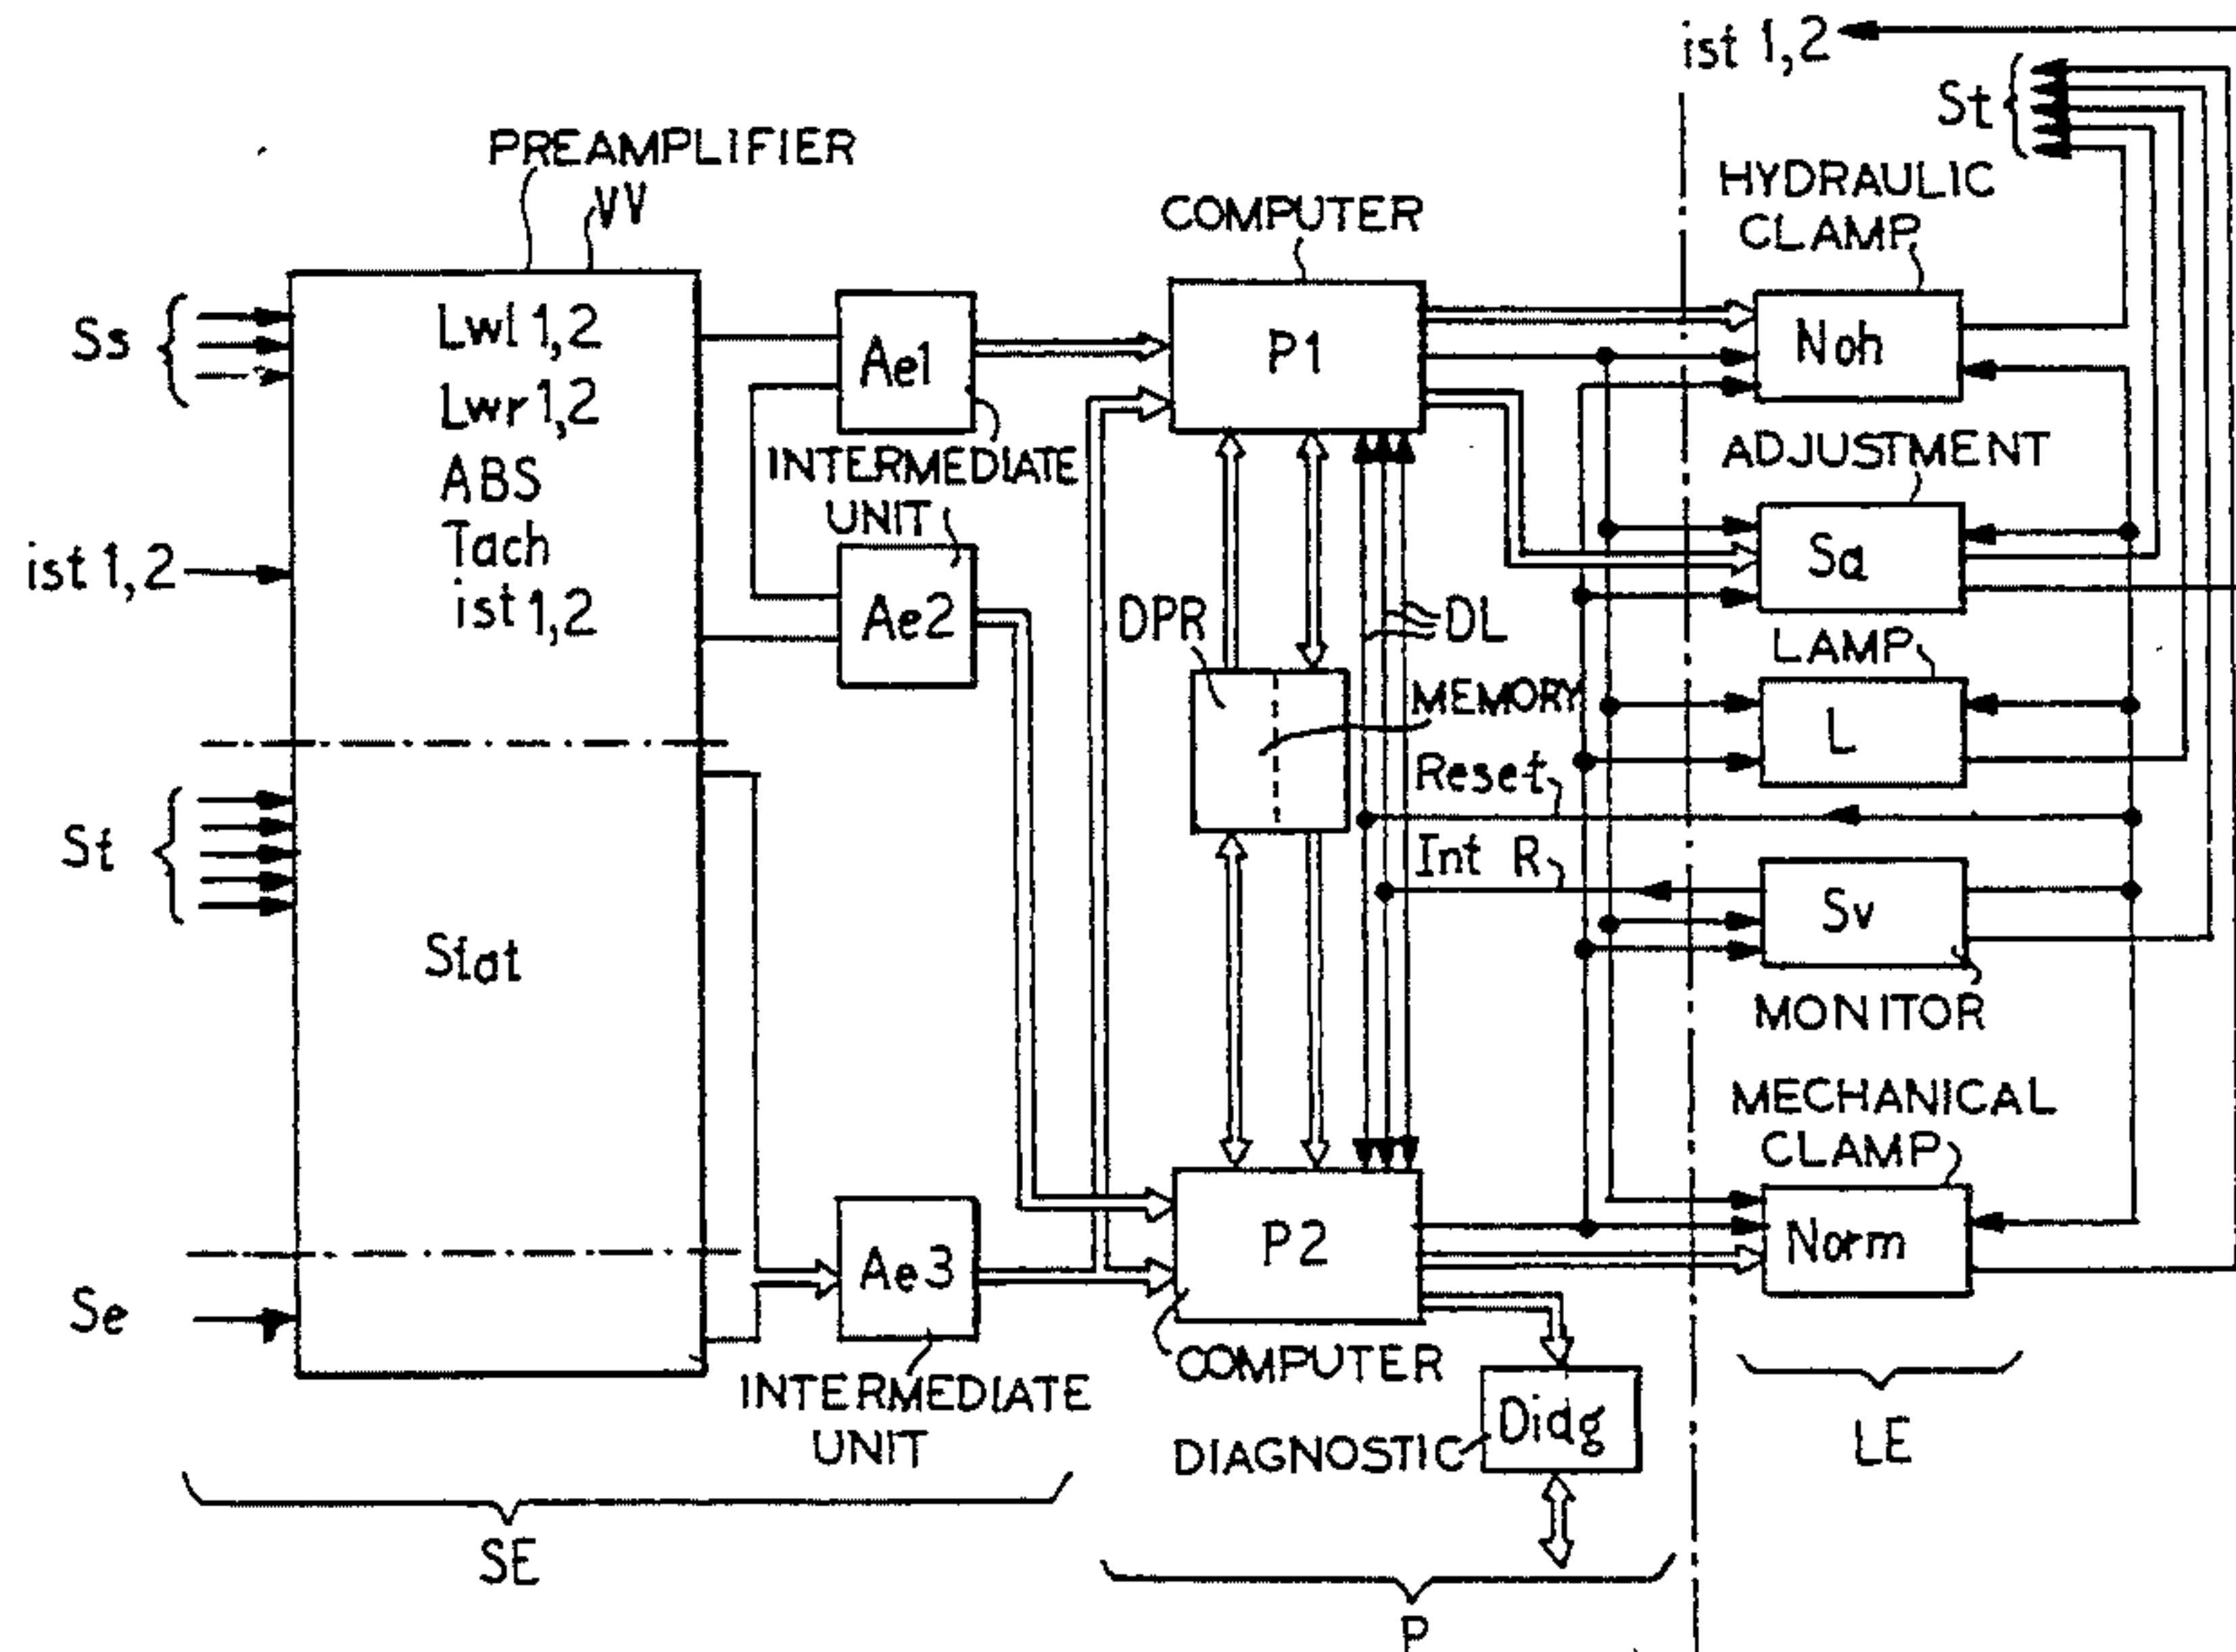 ist 1,2
St
PREAMPLIFIER
VV
COMPUTER
HYDRAULIC
CLAMP
Ss
Lwl 1,2
Lwr 1,2
ABS
Tach
ist 1,2
ist 1,2
Ae1
P1
Noh
INTERMEDIATE
UNIT
ADJUSTMENT
Sa
Ae2
DPR
DL
LAMP
MEMORY
L
Reset
St
Int R
Sv
Stat
MONITOR
MECHANICAL
CLAMP
Se
Ae3
P2
Norm
INTERMEDIATE
UNIT
COMPUTER
DIAGNOSTIC
Diag
LE
SE
P